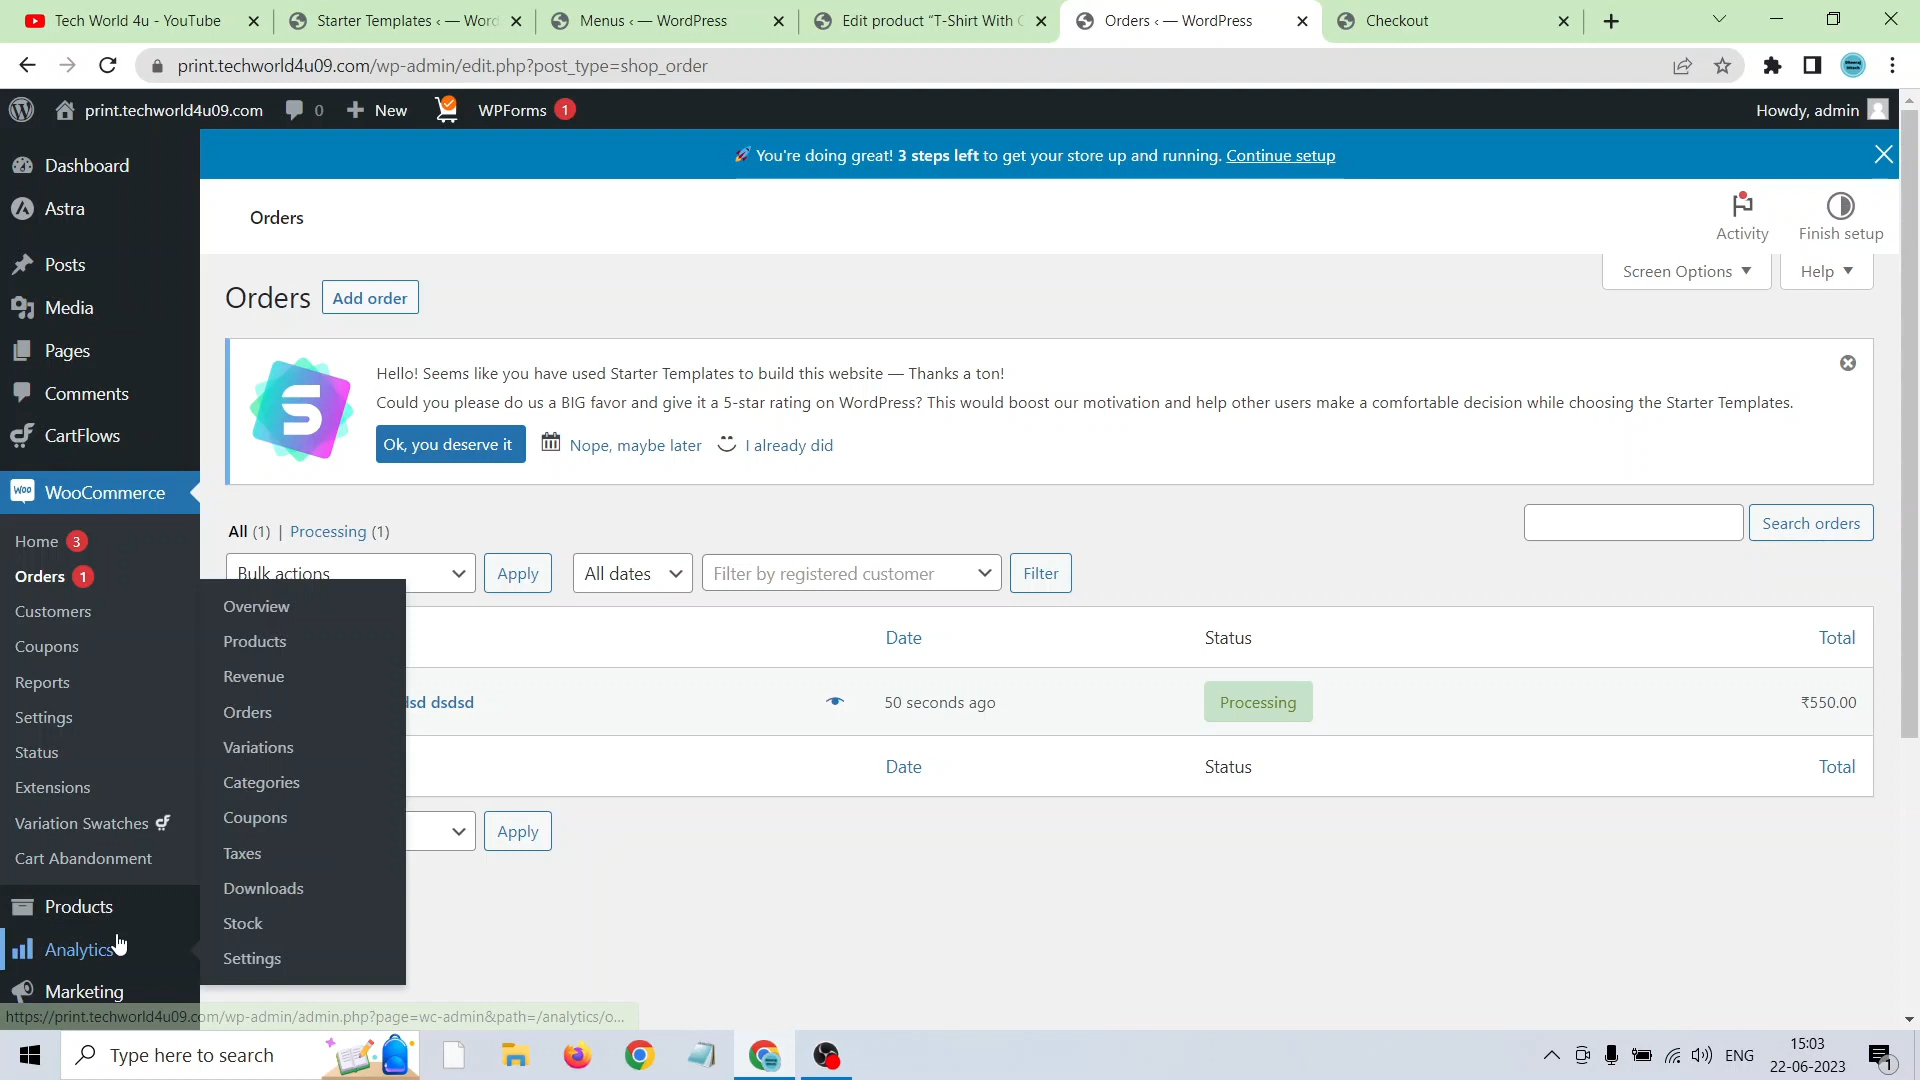 Tech World 4u - YouTube
Starter Templates ‹ — Word
Menus ‹ — WordPress
Edit product “T-Shirt With C
Orders ‹ — WordPress
Checkout
print.techworld4u09.com/wp-admin/edit.php?post_type=shop_order
print.techworld4u09.com
0
New
WPForms 1
Howdy, admin
Dashboard
Astra
Posts
Media
Pages
Comments
CartFlows
WooCommerce
Home 3
Orders 1
Customers
Coupons
Reports
Settings
Status
Extensions
Variation Swatches
Cart Abandonment
Products
Analytics
Marketing
Overview
Products
Revenue
Orders
Variations
Categories
Coupons
Taxes
Downloads
Stock
Settings
You're doing great! 3 steps left to get your store up and running. Continue setup
Orders
Activity
Finish setup
Screen Options
Help
Orders
Add order
S
Hello! Seems like you have used Starter Templates to build this website — Thanks a ton!
Could you please do us a BIG favor and give it a 5-star rating on WordPress? This would boost our motivation and help other users make a comfortable decision while choosing the Starter Templates.
Ok, you deserve it
Nope, maybe later
I already did
All (1) | Processing (1)
Search orders
Bulk actions
Apply
All dates
Filter by registered customer
Filter
Date
Status
Total
dsd dsdsd
50 seconds ago
Processing
₹550.00
Date
Status
Total
Apply
https://print.techworld4u09.com/wp-admin/admin.php?page=wc-admin&path=/analytics/o...
Type here to search
ENG
15:03
22-06-2023
1